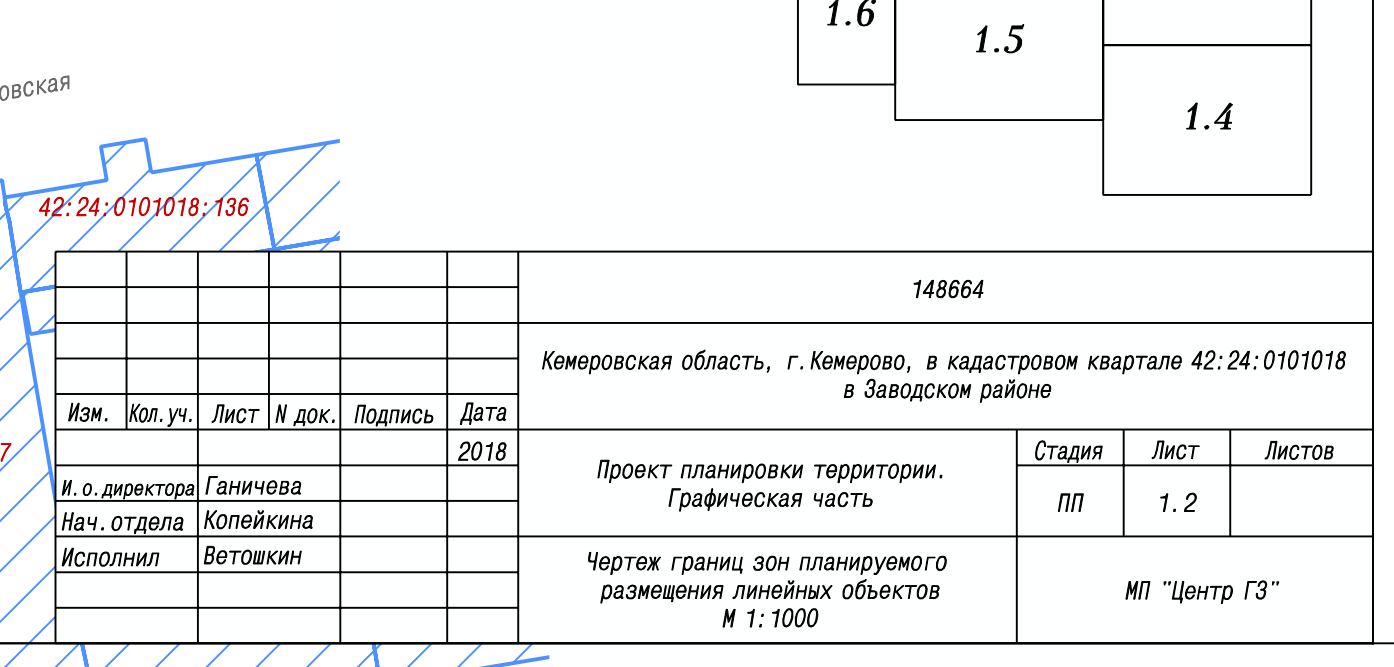 1.6
1.5
овская
1.4
42:24:0101018:136
148664
Кемеровская область, г.Кемерово, в кадастровом квартале 42:24:0101018
в Заводском районе
Изм. Кол.уч. Лист N док. Подпись Дата
7
2018
Проект планировки территории.
Графическая часть
Стадия Лист Листов
И.о.директора Ганичева
ПП 1.2
Нач.отдела Копейкина
Исполнил Ветошкин
Чертеж границ зон планируемого
размещения линейных объектов
М 1:1000
МП "Центр ГЗ"